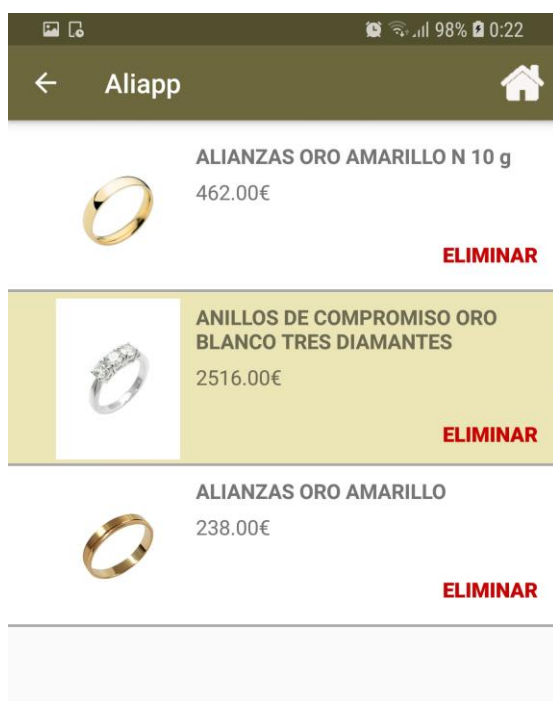 98% 0:22
Aliapp
ALIANZAS ORO AMARILLO N 10 g
462.00€
ELIMINAR
ANILLOS DE COMPROMISO ORO
BLANCO TRES DIAMANTES
2516.00€
ELIMINAR
ALIANZAS ORO AMARILLO
238.00€
ELIMINAR